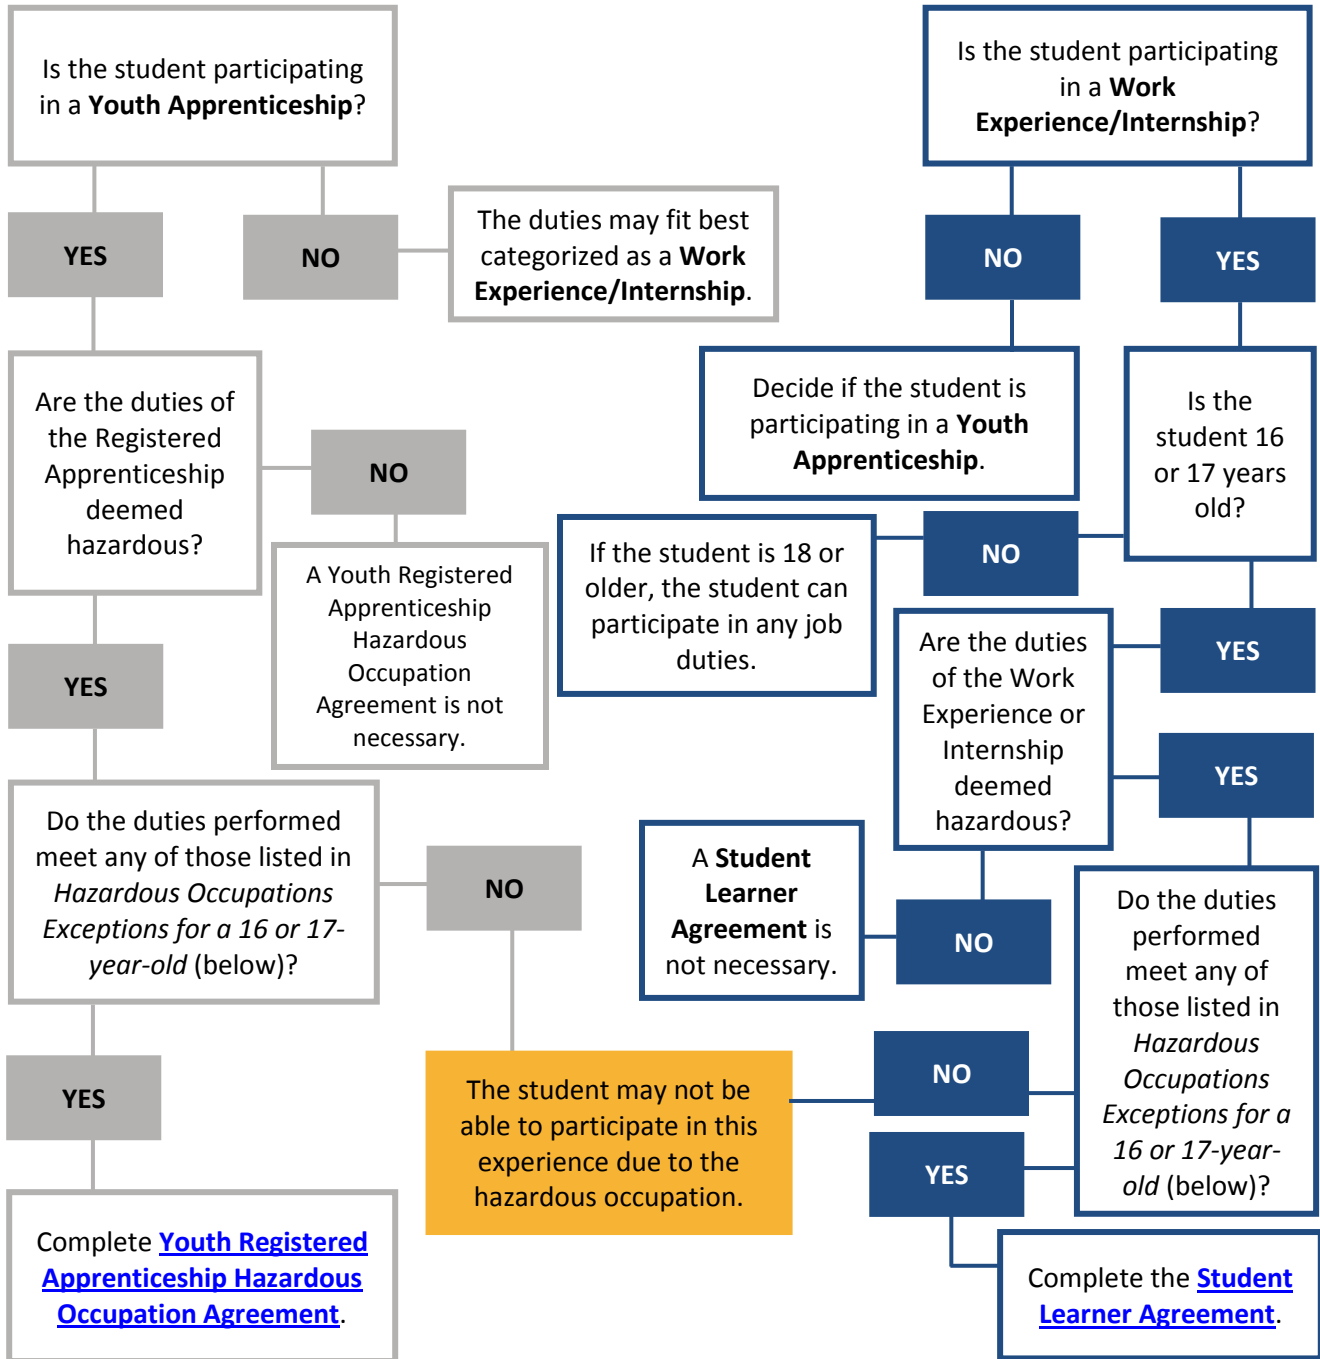 Is the student participating
in a Youth Apprenticeship?
YES
NO
The duties may fit best
categorized as a Work
Experience/Internship.
Are the duties of
the Registered
Apprenticeship
deemed
hazardous?
NO
A Youth Registered
Apprenticeship
Hazardous
Occupation
Agreement is not
necessary.
YES
Do the duties performed
meet any of those listed in
Hazardous Occupations
Exceptions for a 16 or 17-
year-old (below)?
NO
YES
Complete Youth Registered
Apprenticeship Hazardous
Occupation Agreement.
The student may not be
able to participate in this
experience due to the
hazardous occupation.
Is the student participating
in a Work
Experience/Internship?
NO
YES
Decide if the student is
participating in a Youth
Apprenticeship.
Is the
student 16
or 17 years
old?
NO
If the student is 18 or
older, the student can
participate in any job
duties.
YES
Are the duties
of the Work
Experience or
Internship
deemed
hazardous?
YES
NO
A Student
Learner
Agreement is
not necessary.
Do the duties
performed
meet any of
those listed in
Hazardous
Occupations
Exceptions for a
16 or 17-year-
old (below)?
NO
YES
Complete the Student
Learner Agreement.